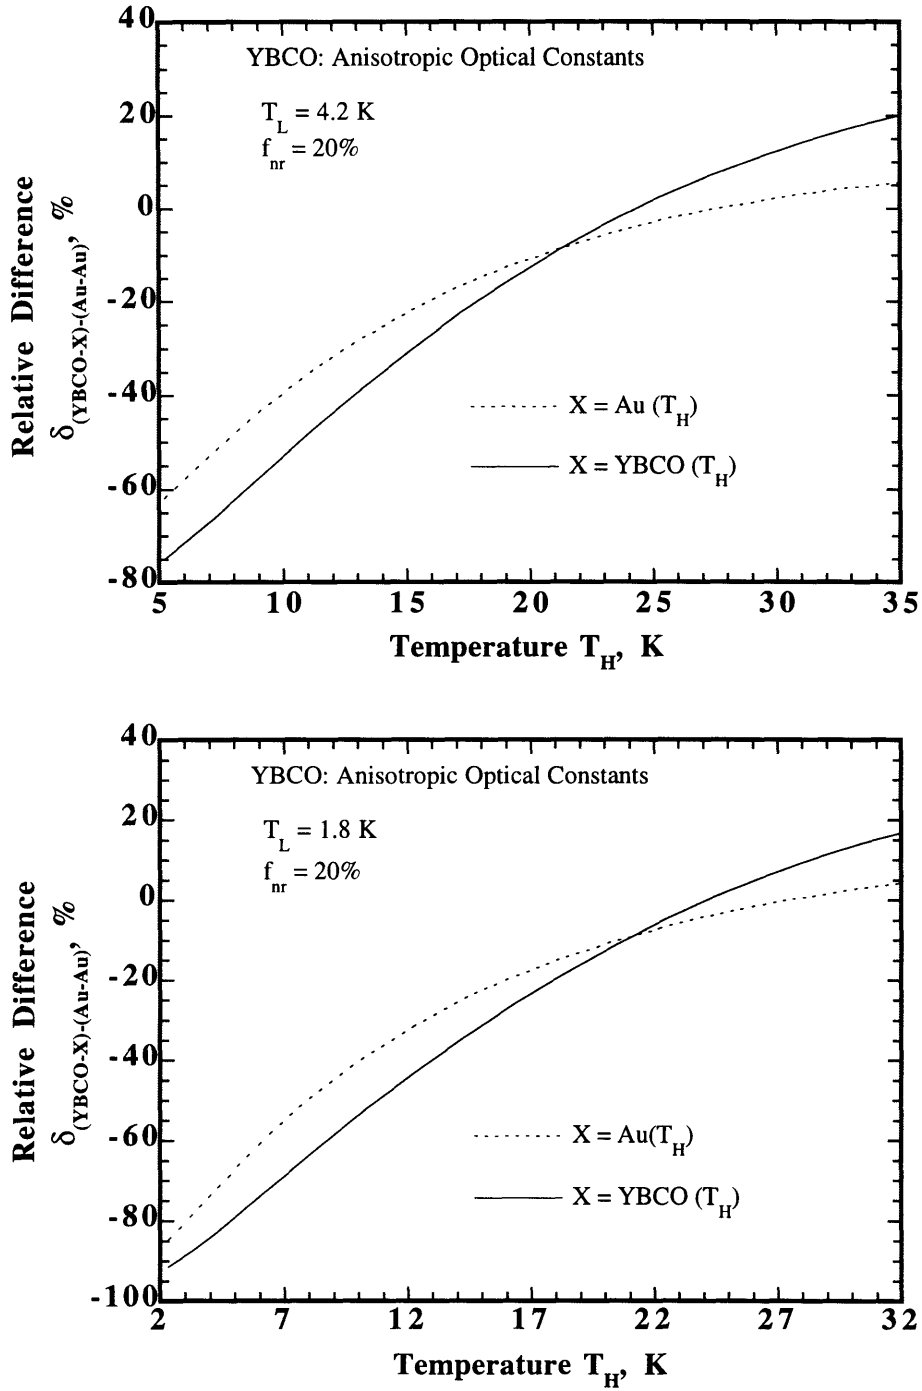 40
YBCO: Anisotropic Optical Constants
T_L = 4.2 K
f_nr = 20%
20
0
-20
-40
-60
-80
Relative Difference
δ_(YBCO-X)-(Au-Au), %
X = Au (T_H)
X = YBCO (T_H)
5 10 15 20 25 30 35
Temperature T_H, K
40
YBCO: Anisotropic Optical Constants
T_L = 1.8 K
f_nr = 20%
20
0
-20
-40
-60
-80
-100
Relative Difference
δ_(YBCO-X)-(Au-Au), %
X = Au(T_H)
X = YBCO (T_H)
2 7 12 17 22 27 32
Temperature T_H, K